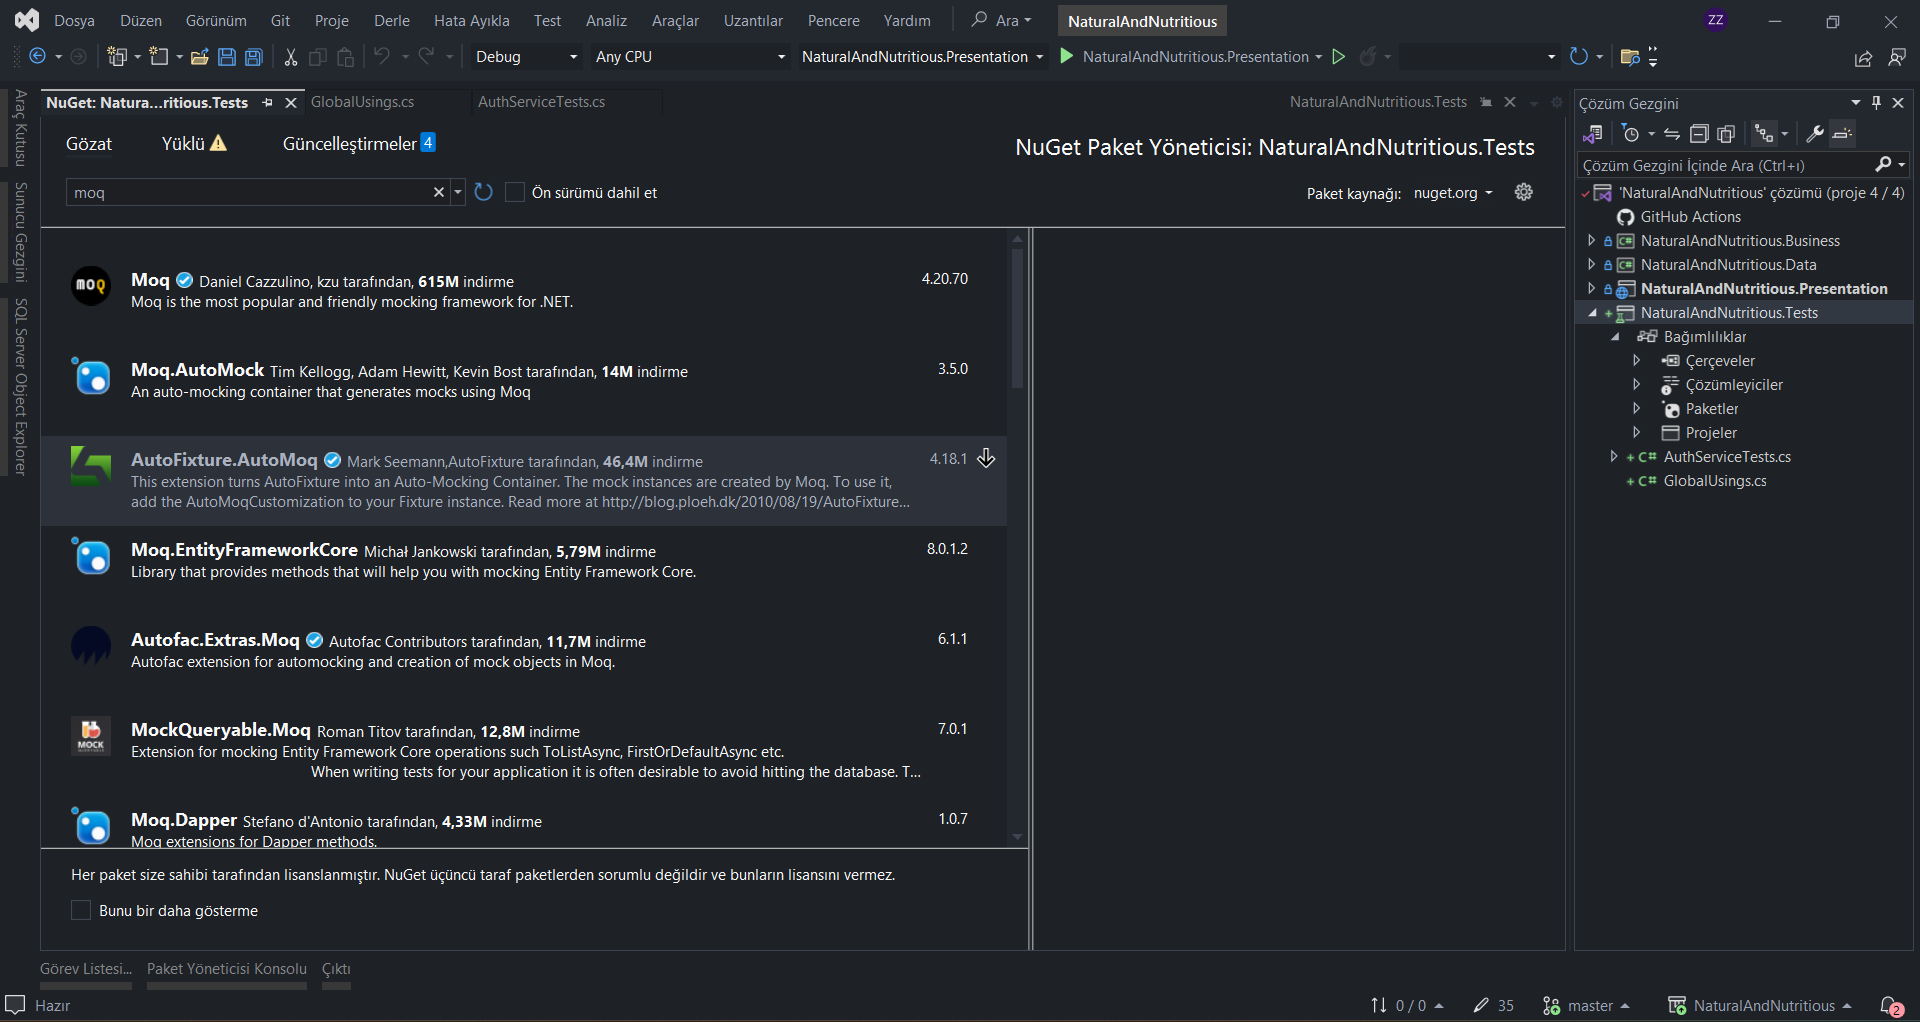 Dosya Düzen Görünüm Git Proje Derle Hata Ayıkla Test Analiz Araçlar Uzantılar Pencere Yardım Ara NaturalAndNutritious ZZ
Debug Any CPU NaturalAndNutritious.Presentation NaturalAndNutritious.Presentation
Araç Kutusu
Sunucu Gezgini
SQL Server Object Explorer
NuGet: Natura...ritious.Tests GlobalUsings.cs AuthServiceTests.cs NaturalAndNutritious.Tests
Gözat Yüklü Güncelleştirmeler 4
NuGet Paket Yöneticisi: NaturalAndNutritious.Tests
moq Ön sürümü dahil et
Paket kaynağı: nuget.org
Moq Daniel Cazzulino, kzu tarafından, 615M indirme 4.20.70
Moq is the most popular and friendly mocking framework for .NET.
Moq.AutoMock Tim Kellogg, Adam Hewitt, Kevin Bost tarafından, 14M indirme 3.5.0
An auto-mocking container that generates mocks using Moq
AutoFixture.AutoMoq Mark Seemann,AutoFixture tarafından, 46,4M indirme 4.18.1
This extension turns AutoFixture into an Auto-Mocking Container. The mock instances are created by Moq. To use it,
add the AutoMoqCustomization to your Fixture instance. Read more at http://blog.ploeh.dk/2010/08/19/AutoFixture...
Moq.EntityFrameworkCore Michał Jankowski tarafından, 5,79M indirme 8.0.1.2
Library that provides methods that will help you with mocking Entity Framework Core.
Autofac.Extras.Moq Autofac Contributors tarafından, 11,7M indirme 6.1.1
Autofac extension for automocking and creation of mock objects in Moq.
MOCK
MockQueryable.Moq Roman Titov tarafından, 12,8M indirme 7.0.1
Extension for mocking Entity Framework Core operations such ToListAsync, FirstOrDefaultAsync etc.
When writing tests for your application it is often desirable to avoid hitting the database. T...
Moq.Dapper Stefano d'Antonio tarafından, 4,33M indirme 1.0.7
Moq extensions for Dapper methods.
Her paket size sahibi tarafından lisanslanmıştır. NuGet üçüncü taraf paketlerden sorumlu değildir ve bunların lisansını vermez.
Bunu bir daha gösterme
Çözüm Gezgini
Çözüm Gezgini İçinde Ara (Ctrl+ı)
'NaturalAndNutritious' çözümü (proje 4 / 4)
GitHub Actions
NaturalAndNutritious.Business
NaturalAndNutritious.Data
NaturalAndNutritious.Presentation
NaturalAndNutritious.Tests
Bağımlılıklar
Çerçeveler
Çözümleyiciler
Paketler
Projeler
C# AuthServiceTests.cs
C# GlobalUsings.cs
Görev Listesi... Paket Yöneticisi Konsolu Çıktı
Hazır 0 / 0 35 master NaturalAndNutritious 2